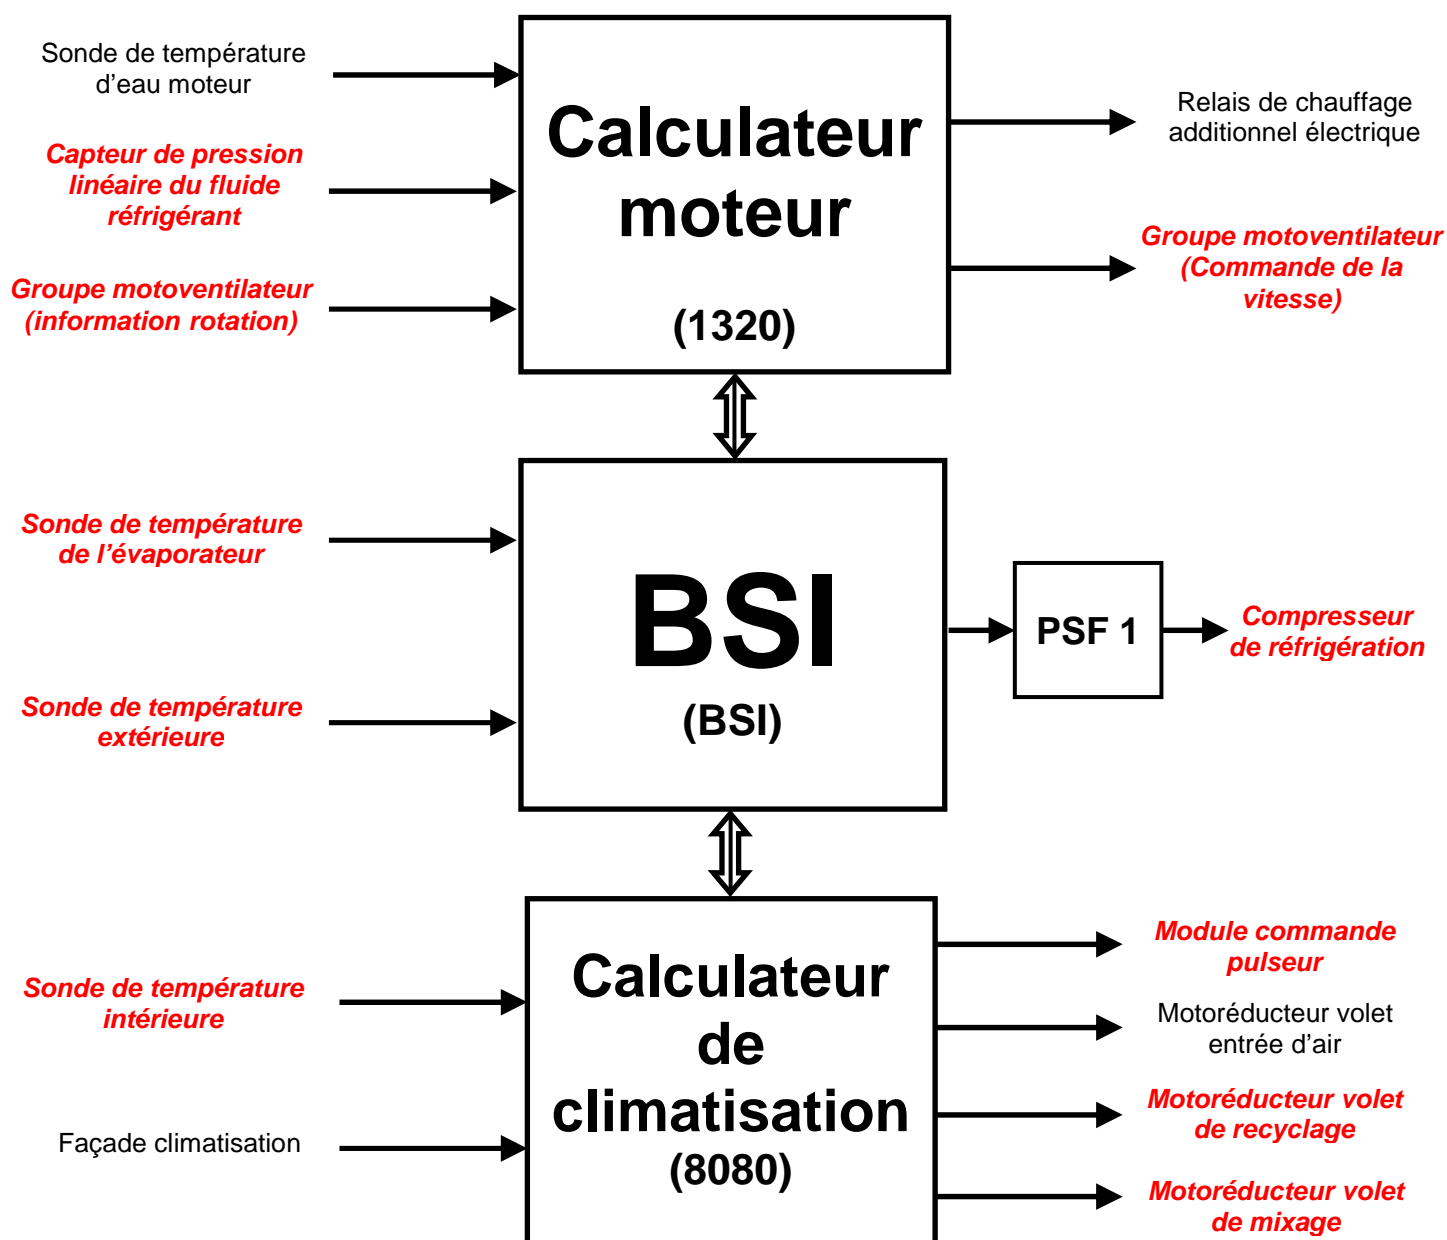 Sonde de température
d'eau moteur
Capteur de pression
linéaire du fluide
réfrigérant
Groupe motoventilateur
(information rotation)
Calculateur
moteur
(1320)
Relais de chauffage
additionnel électrique
Groupe motoventilateur
(Commande de la
vitesse)
Sonde de température
de l'évaporateur
Sonde de température
extérieure
BSI
(BSI)
PSF 1
Compresseur
de réfrigération
Sonde de température
intérieure
Façade climatisation
Calculateur
de
climatisation
(8080)
Module commande
pulseur
Motoréducteur volet
entrée d'air
Motoréducteur volet
de recyclage
Motoréducteur volet
de mixage